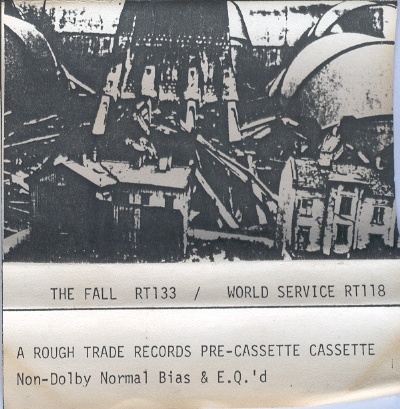 THE FALL RT133 / WORLD SERVICE RT118
A ROUGH TRADE RECORDS PRE-CASSETTE CASSETTE
Non-Dolby Normal Bias & E.Q.'d